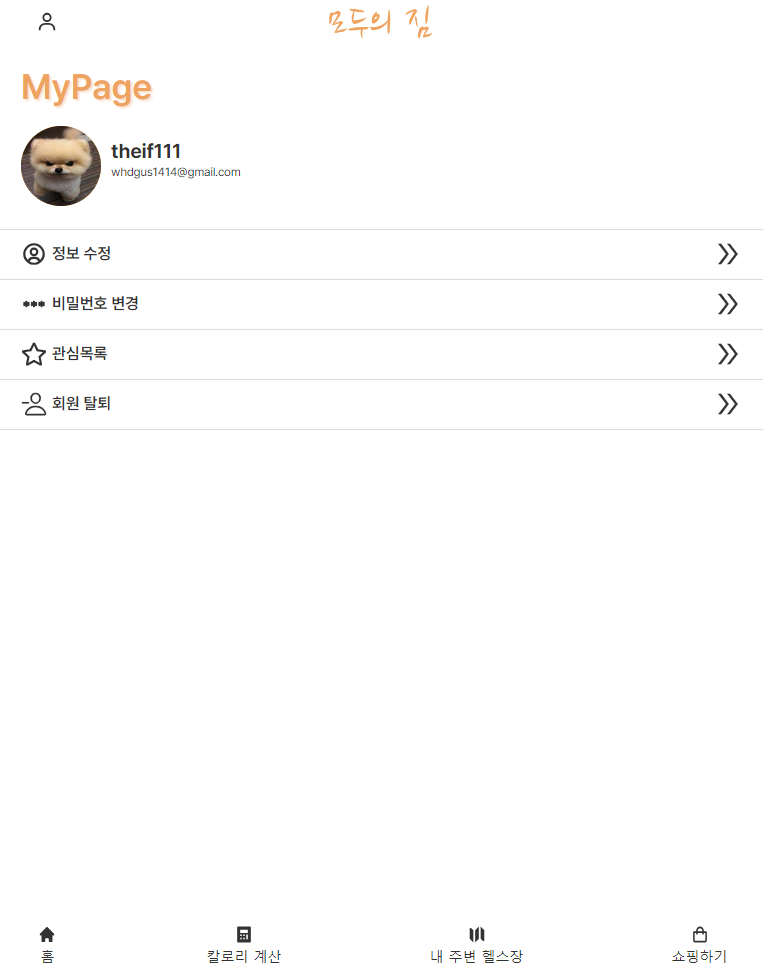 모두의 짐
MyPage
theif111
whdgus1414@gmail.com
정보 수정
비밀번호 변경
관심목록
회원 탈퇴
홈
칼로리 계산
내 주변 헬스장
쇼핑하기